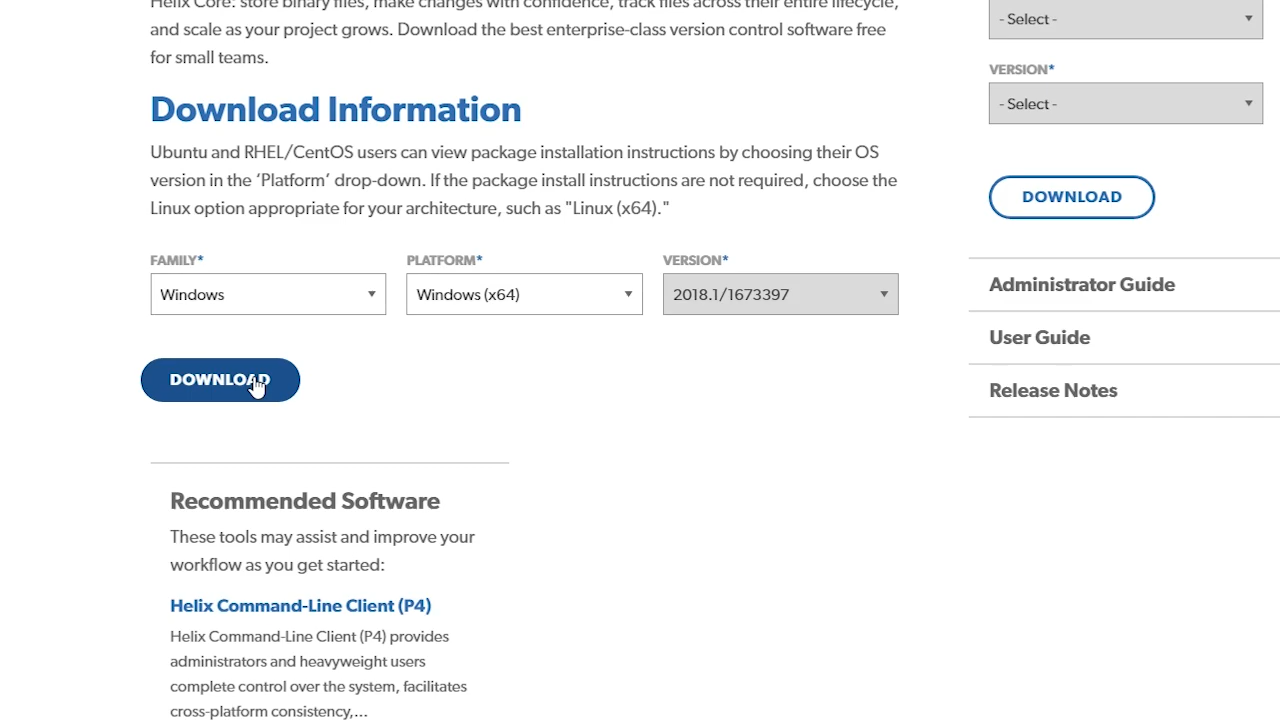 Helix Core: store binary files, make changes with confidence, track files across their entire lifecycle,
and scale as your project grows. Download the best enterprise-class version control software free
for small teams.
Download Information
Ubuntu and RHEL/CentOS users can view package installation instructions by choosing their OS
version in the ‘Platform’ drop-down. If the package install instructions are not required, choose the
Linux option appropriate for your architecture, such as "Linux (x64)."
FAMILY*
PLATFORM*
VERSION*
Windows
Windows (x64)
2018.1/1673397
DOWNLOAD
Recommended Software
These tools may assist and improve your
workflow as you get started:
Helix Command-Line Client (P4)
Helix Command-Line Client (P4) provides
administrators and heavyweight users
complete control over the system, facilitates
cross-platform consistency,...
- Select -
VERSION*
- Select -
DOWNLOAD
Administrator Guide
User Guide
Release Notes